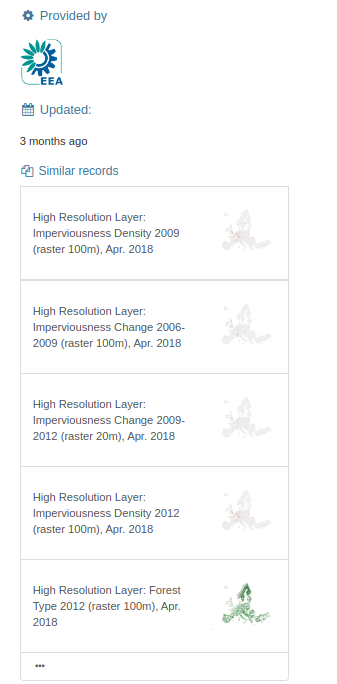 Provided by
EEA
Updated:
3 months ago
Similar records
High Resolution Layer:
Imperviousness Density 2009
(raster 100m), Apr. 2018
High Resolution Layer:
Imperviousness Change 2006-
2009 (raster 100m), Apr. 2018
High Resolution Layer:
Imperviousness Change 2009-
2012 (raster 20m), Apr. 2018
High Resolution Layer:
Imperviousness Density 2012
(raster 100m), Apr. 2018
High Resolution Layer: Forest
Type 2012 (raster 100m), Apr.
2018
...